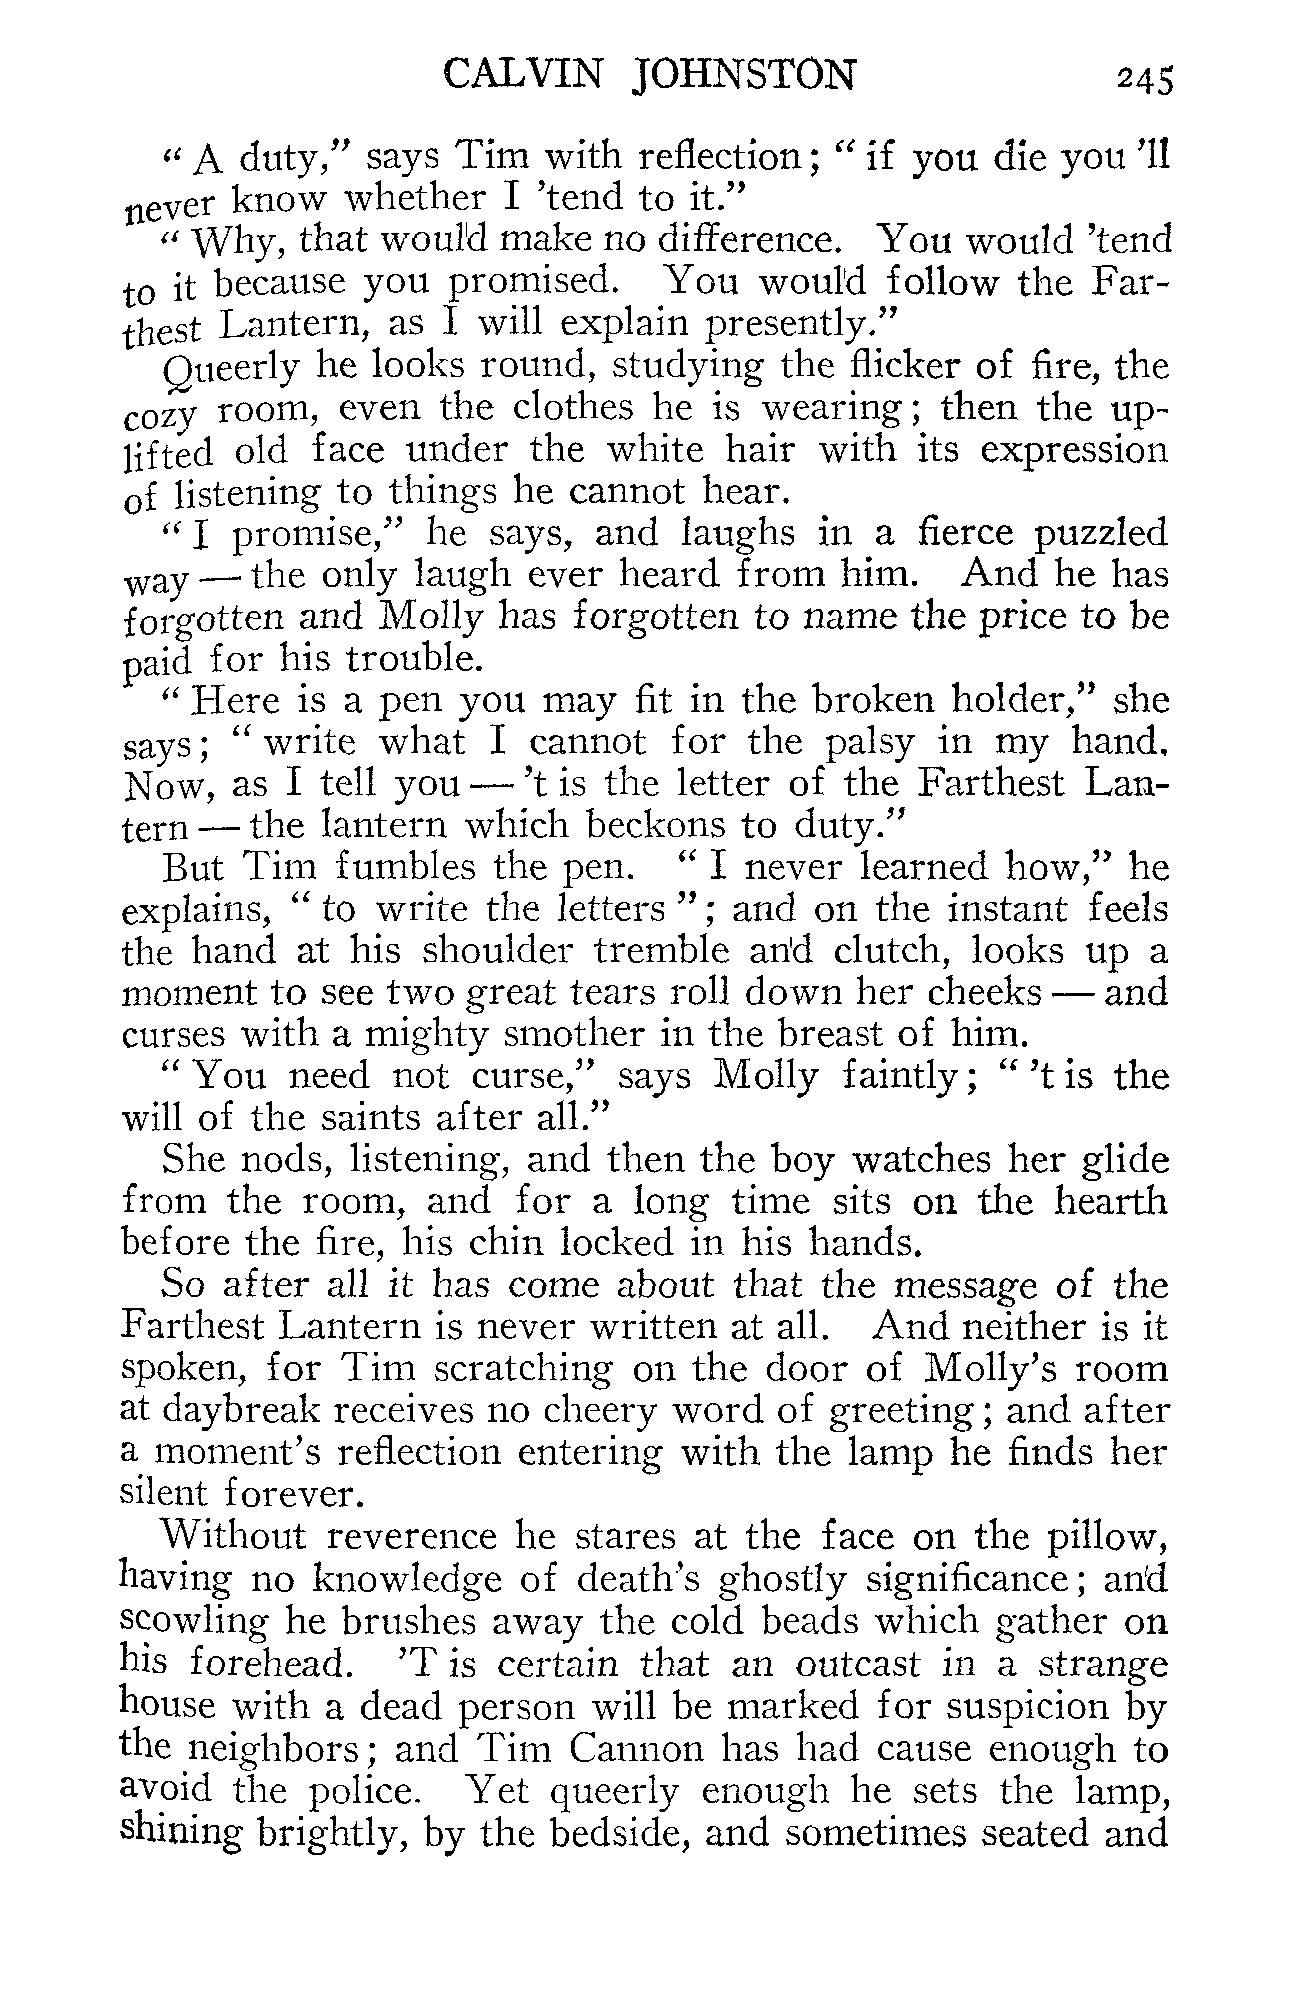 CALVIN JOHNSTON 245
" A duty," says Tim with reflection; " if you die you 'll
never know whether I 'tend to it."
" Why, that would make no difference. You would 'tend
to it because you promised. You would follow the Far-
thest Lantern, as I will explain presently."
Queerly he looks round, studying the flicker of fire, the
cozy room, even the clothes he is wearing; then the up-
lifted old face under the white hair with its expression
of listening to things he cannot hear.
" I promise," he says, and laughs in a fierce puzzled
way — the only laugh ever heard from him. And he has
forgotten and Molly has forgotten to name the price to be
paid for his trouble.
" Here is a pen you may fit in the broken holder," she
says; " write what I cannot for the palsy in my hand.
Now, as I tell you — 't is the letter of the Farthest Lan-
tern — the lantern which beckons to duty."
But Tim fumbles the pen. " I never learned how," he
explains, " to write the letters "; and on the instant feels
the hand at his shoulder tremble and clutch, looks up a
moment to see two great tears roll down her cheeks — and
curses with a mighty smother in the breast of him.
" You need not curse," says Molly faintly; " 't is the
will of the saints after all."
She nods, listening, and then the boy watches her glide
from the room, and for a long time sits on the hearth
before the fire, his chin locked in his hands.
So after all it has come about that the message of the
Farthest Lantern is never written at all. And neither is it
spoken, for Tim scratching on the door of Molly's room
at daybreak receives no cheery word of greeting; and after
a moment's reflection entering with the lamp he finds her
silent forever.
Without reverence he stares at the face on the pillow,
having no knowledge of death's ghostly significance; and
scowling he brushes away the cold beads which gather on
his forehead. 'T is certain that an outcast in a strange
house with a dead person will be marked for suspicion by
the neighbors; and Tim Cannon has had cause enough to
avoid the police. Yet queerly enough he sets the lamp,
shining brightly, by the bedside, and sometimes seated and